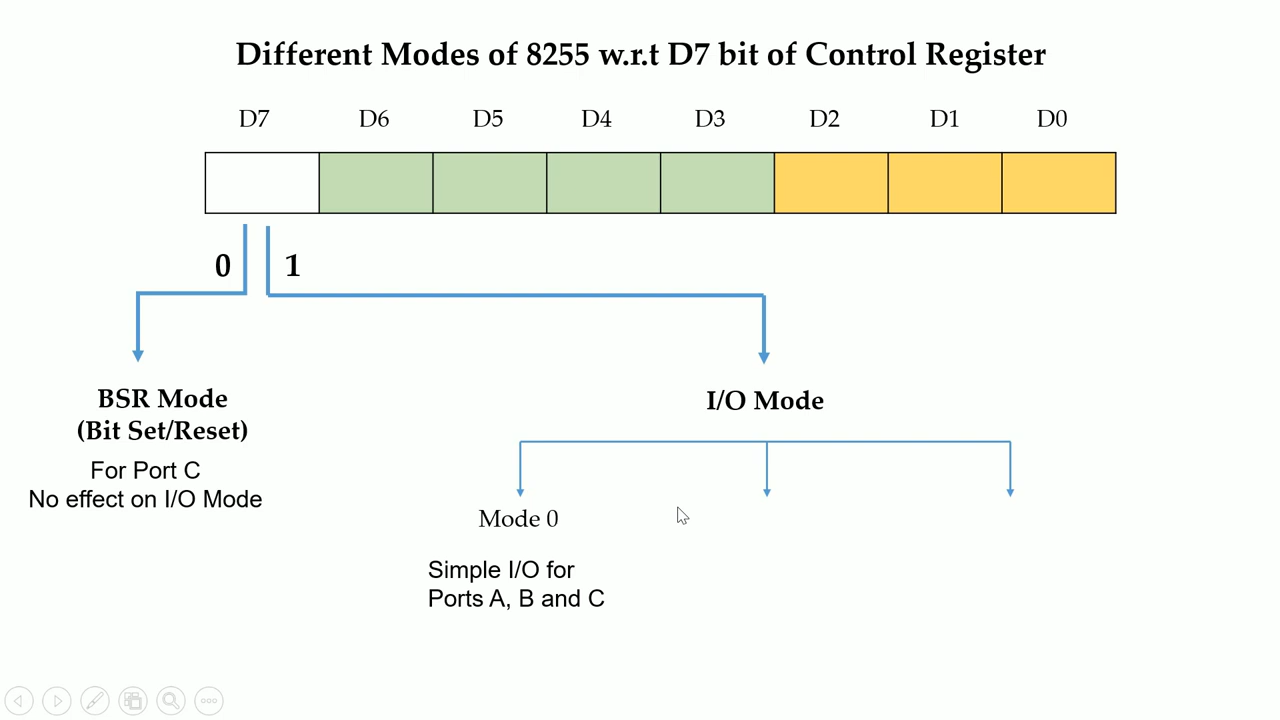 Different Modes of 8255 w.r.t D7 bit of Control Register
D7 D6 D5 D4 D3 D2 D1 D0
0 1
BSR Mode
(Bit Set/Reset)
For Port C
No effect on I/O Mode
I/O Mode
Mode 0
Simple I/O for
Ports A, B and C